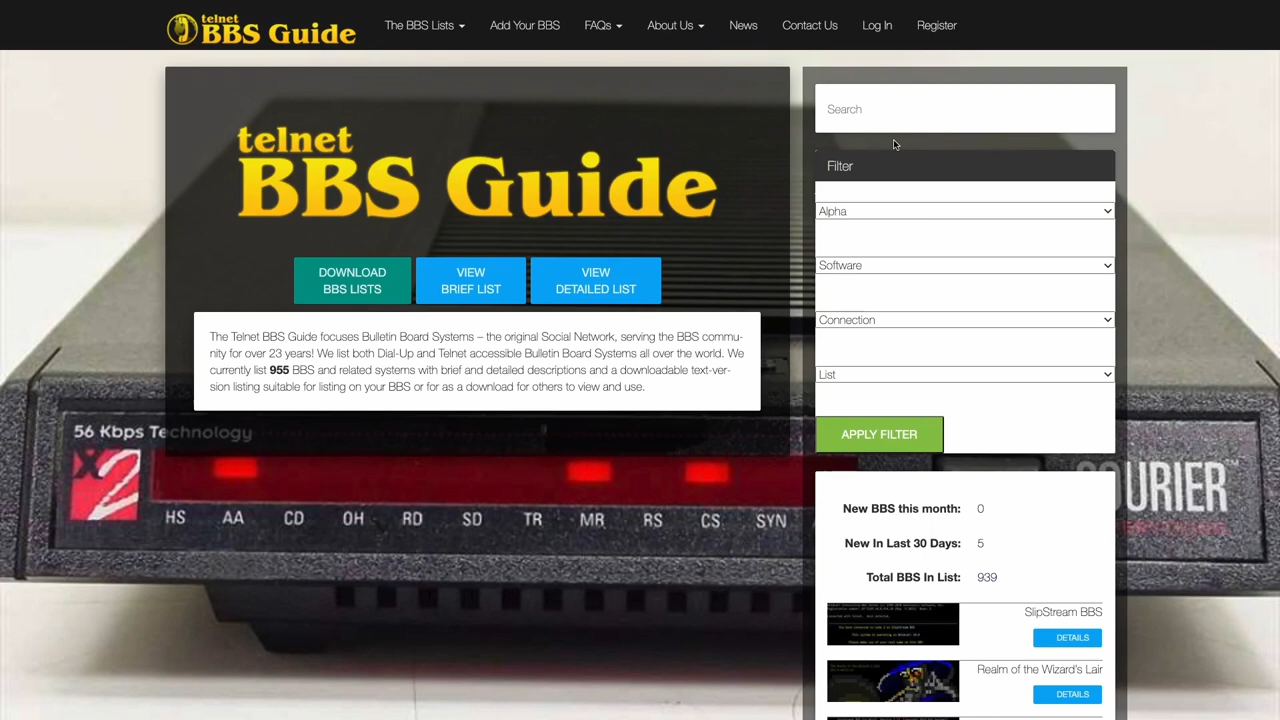 telnet
BBS Guide
The BBS Lists
Add Your BBS
FAQs
About Us
News
Contact Us
Log In
Register
telnet
BBS Guide
DOWNLOAD
BBS LISTS
VIEW
BRIEF LIST
VIEW
DETAILED LIST
The Telnet BBS Guide focuses Bulletin Board Systems – the original Social Network, serving the BBS commu-
nity for over 23 years! We list both Dial-Up and Telnet accessible Bulletin Board Systems all over the world. We
currently list 955 BBS and related systems with brief and detailed descriptions and a downloadable text-ver-
sion listing suitable for listing on your BBS or for as a download for others to view and use.
56 Kbps Technology
x2
HS AA CD OH RD SD TR MR RS CS SYN
OURIER™
Search
Filter
Alpha
Software
Connection
List
APPLY FILTER
New BBS this month: 0
New In Last 30 Days: 5
Total BBS In List: 939
SlipStream BBS
DETAILS
Realm of the Wizard's Lair
DETAILS